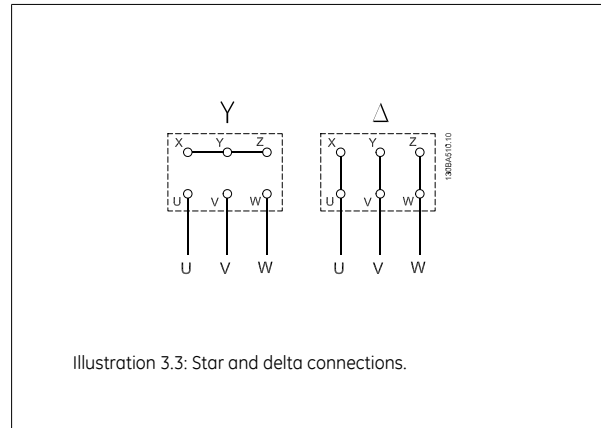 Y Δ
X Y Z X Y Z
U V W U V W
U V W U V W
130BA510.10
Illustration 3.3: Star and delta connections.